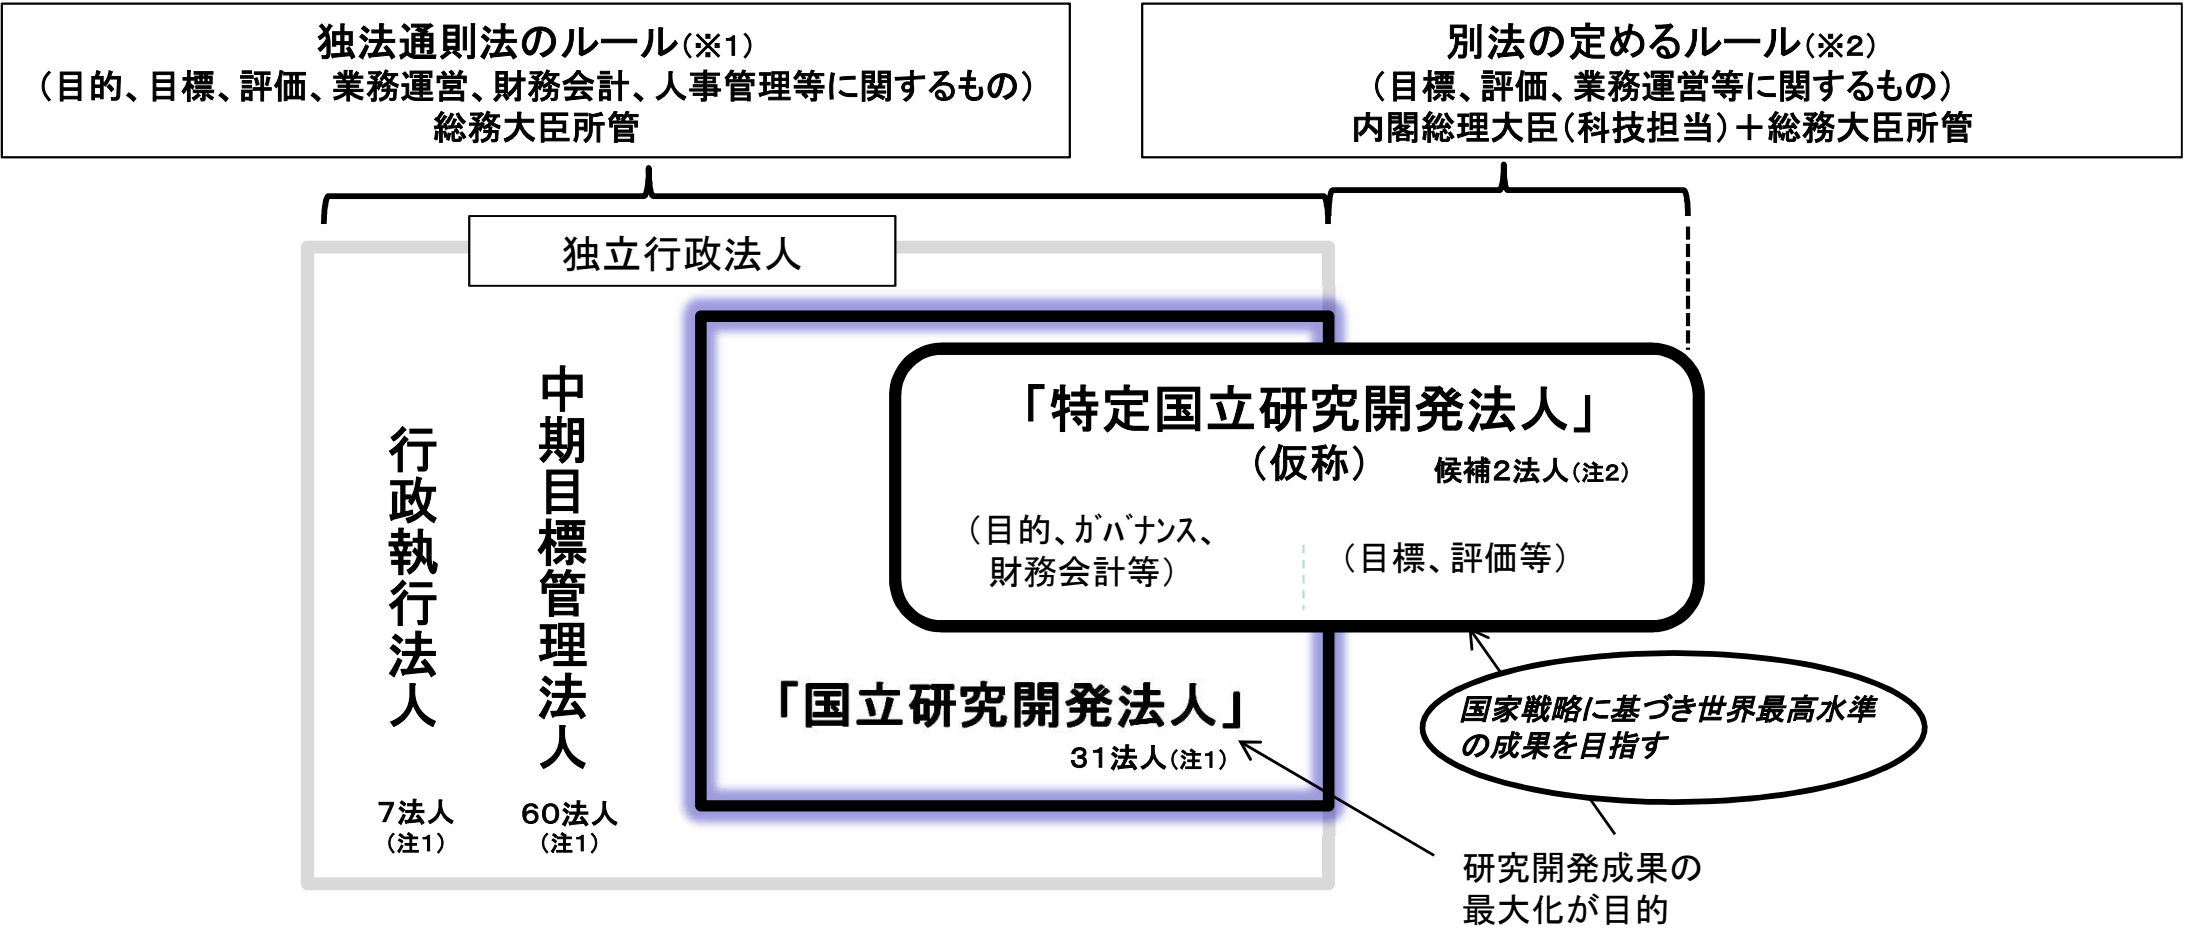 独法通則法のルール(※1)
(目的、目標、評価、業務運営、財務会計、人事管理等に関するもの)
総務大臣所管
別法の定めるルール(※2)
(目標、評価、業務運営等に関するもの)
内閣総理大臣(科技担当)+総務大臣所管
独立行政法人
行政執行法人
7法人
(注1)
中期目標管理法人
60法人
(注1)
「特定国立研究開発法人」
(仮称)
候補2法人(注2)
(目的、ガバナンス、
財務会計等)
(目標、評価等)
「国立研究開発法人」
31法人(注1)
国家戦略に基づき世界最高水準
の成果を目指す
研究開発成果の
最大化が目的